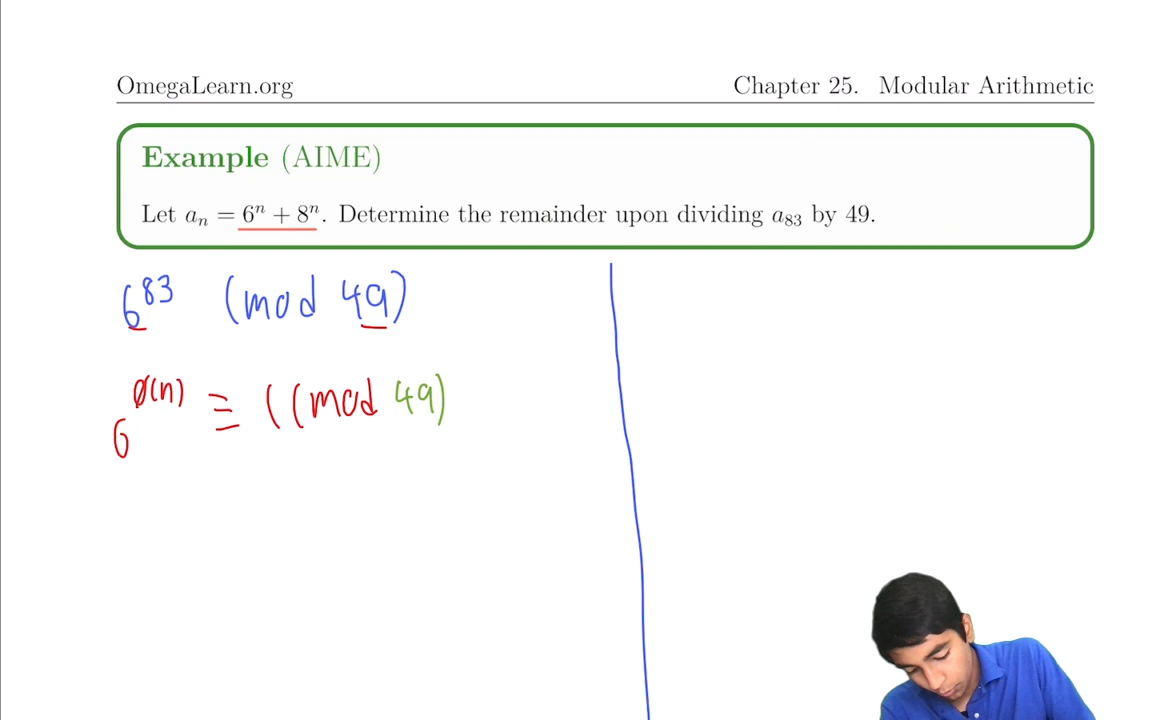 OmegaLearn.org Chapter 25. Modular Arithmetic
Example (AIME)
Let aₙ = 6ⁿ + 8ⁿ. Determine the remainder upon dividing a₈₃ by 49.
6⁸³ (mod 49)
6^ø(n) ≡ 1 (mod 49)